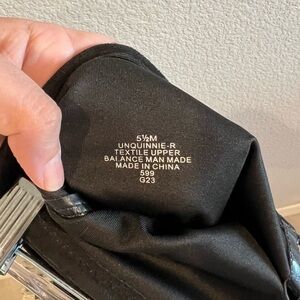 5½M
UNQUINNIE-R
TEXTILE UPPER
BALANCE MAN MADE
MADE IN CHINA
599
G23